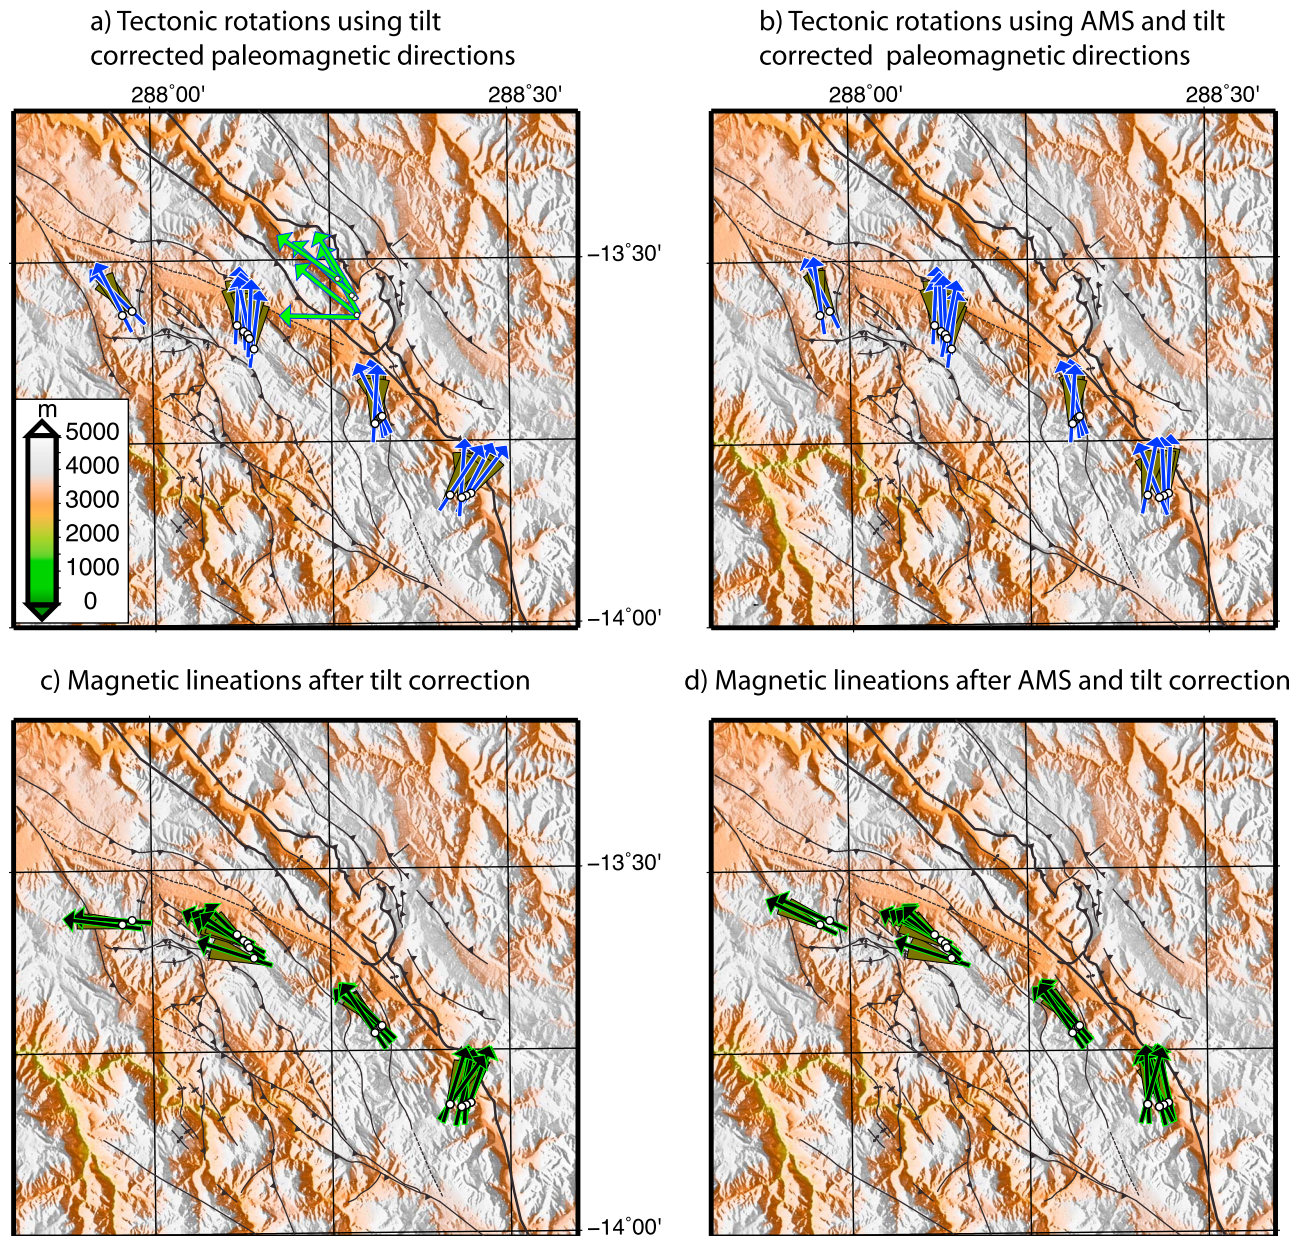 a) Tectonic rotations using tilt
corrected paleomagnetic directions
b) Tectonic rotations using AMS and tilt
corrected  paleomagnetic directions
288˚00'
288˚30'
288˚00'
288˚30'
−13˚30'
m
5000
4000
3000
2000
1000
0
−14˚00'
c) Magnetic lineations after tilt correction
d) Magnetic lineations after AMS and tilt correction
−13˚30'
−14˚00'